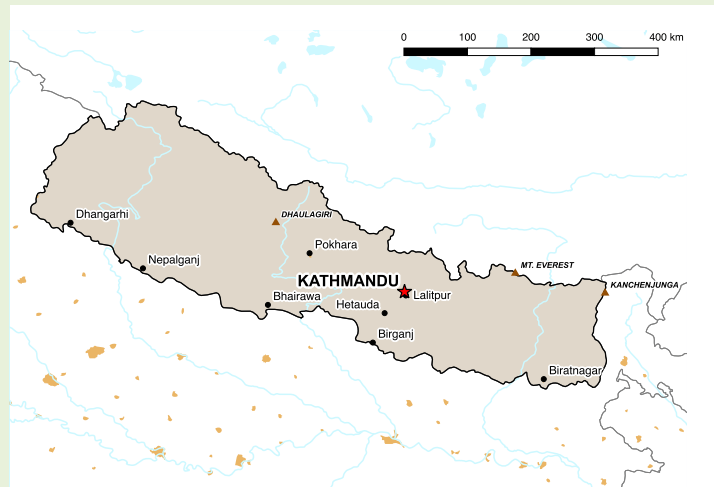 0 100 200 300 400 km
Dhangarhi
DHAULAGIRI
Pokhara
Nepalganj
MT. EVEREST
KATHMANDU
KANCHENJUNGA
Bhairawa
Lalitpur
Hetauda
Birganj
Biratnagar